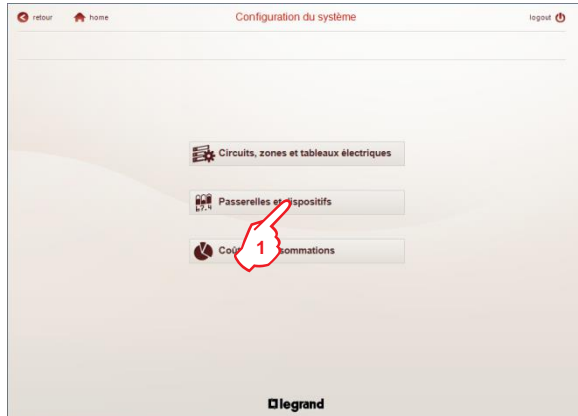 retour home Configuration du système logout
Circuits, zones et tableaux électriques
Passerelles et dispositifs
1
Coû sommations
legrand